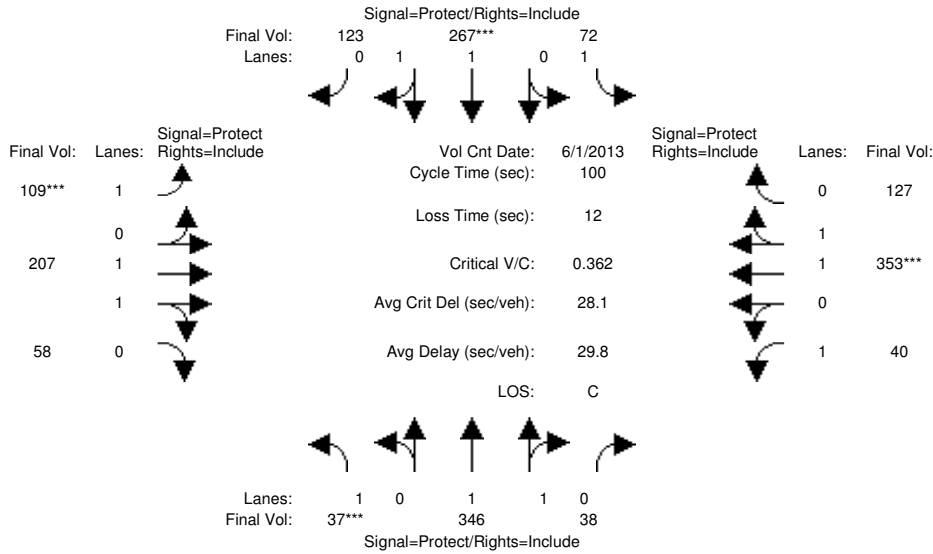 Signal=Protect/Rights=Include
Final Vol: 123 267*** 72
Lanes: 0 1 1 0 1
Signal=Protect Signal=Protect
Final Vol: Lanes: Rights=Include Vol Cnt Date: 6/1/2013 Rights=Include Lanes: Final Vol:
Cycle Time (sec): 100
109*** 1 0 127
Loss Time (sec): 12
0 1
207 1 Critical V/C: 0.362 1 353***
1 Avg Crit Del (sec/veh): 28.1 0
58 0 Avg Delay (sec/veh): 29.8 1 40
LOS: C
Lanes: 1 0 1 1 0
Final Vol: 37*** 346 38
Signal=Protect/Rights=Include